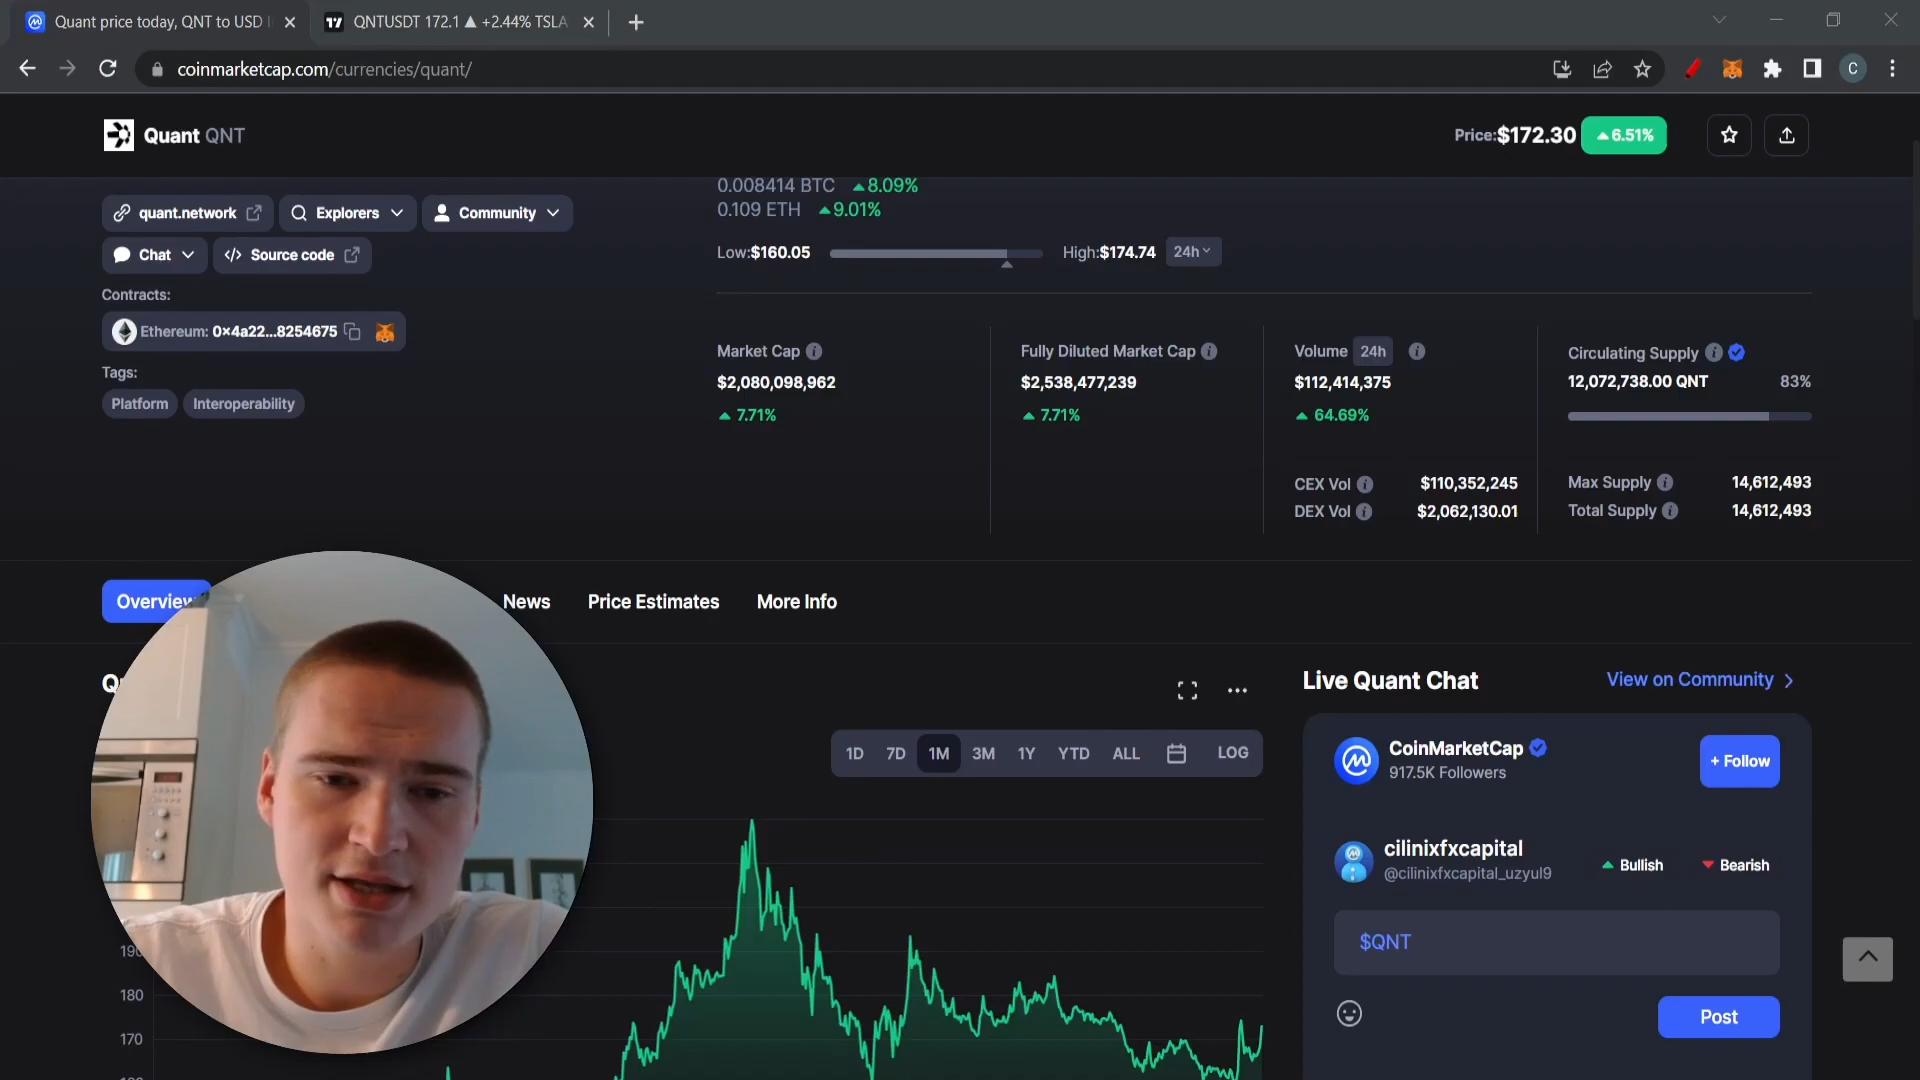 Quant price today, QNT to USD
QNTUSDT 172.1 ▲ +2.44% TSLA
coinmarketcap.com/currencies/quant/
C
Quant QNT
Price:$172.30 6.51%
0.008414 BTC 8.09%
0.109 ETH 9.01%
quant.network Explorers Community
Chat </> Source code
Low:$160.05 High:$174.74 24h
Contracts:
Ethereum: 0x4a22...8254675
Tags:
Platform Interoperability
Market Cap
$2,080,098,962
7.71%
Fully Diluted Market Cap
$2,538,477,239
7.71%
Volume 24h
$112,414,375
64.69%
CEX Vol $110,352,245
DEX Vol $2,062,130.01
Circulating Supply
12,072,738.00 QNT 83%
Max Supply 14,612,493
Total Supply 14,612,493
Overview News Price Estimates More Info
1D 7D 1M 3M 1Y YTD ALL LOG
190
180
170
Live Quant Chat View on Community
CoinMarketCap
917.5K Followers
+ Follow
cilinixfxcapital
@cilinixfxcapital_uzyul9
Bullish Bearish
$QNT
Post